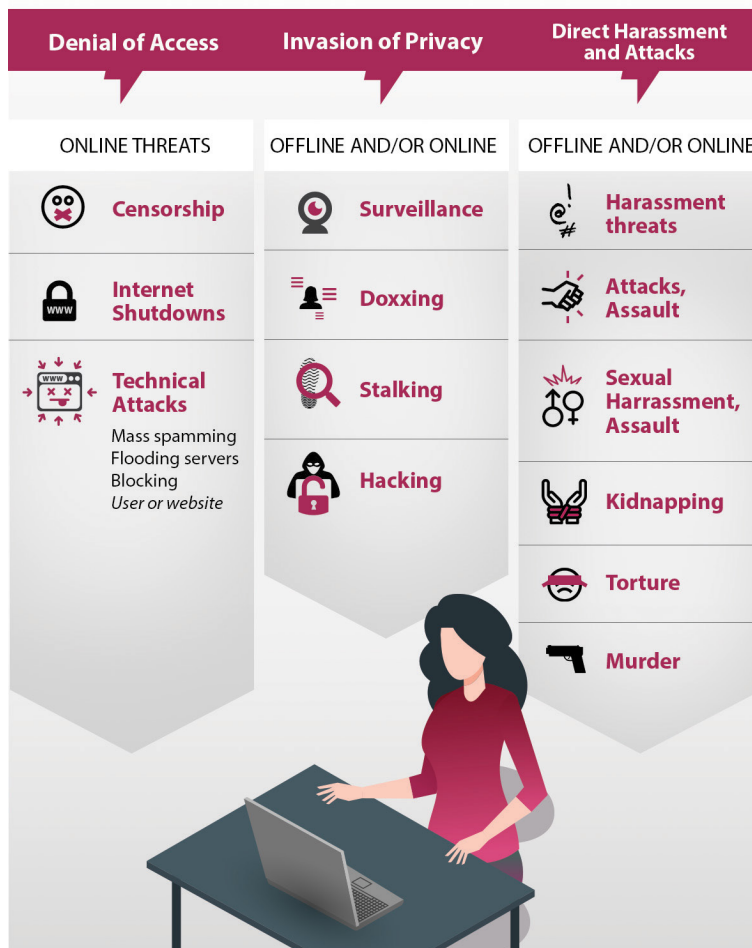 Denial of Access
ONLINE THREATS
Censorship
WWW
Internet
Shutdowns
WWW
Technical
Attacks
Mass spamming
Flooding servers
Blocking
User or website
Invasion of Privacy
OFFLINE AND/OR ONLINE
Surveillance
Doxxing
Stalking
Hacking
Direct Harassment
and Attacks
OFFLINE AND/OR ONLINE
!
@
#
Harassment
threats
Attacks,
Assault
Sexual
Harrassment,
Assault
Kidnapping
Torture
Murder